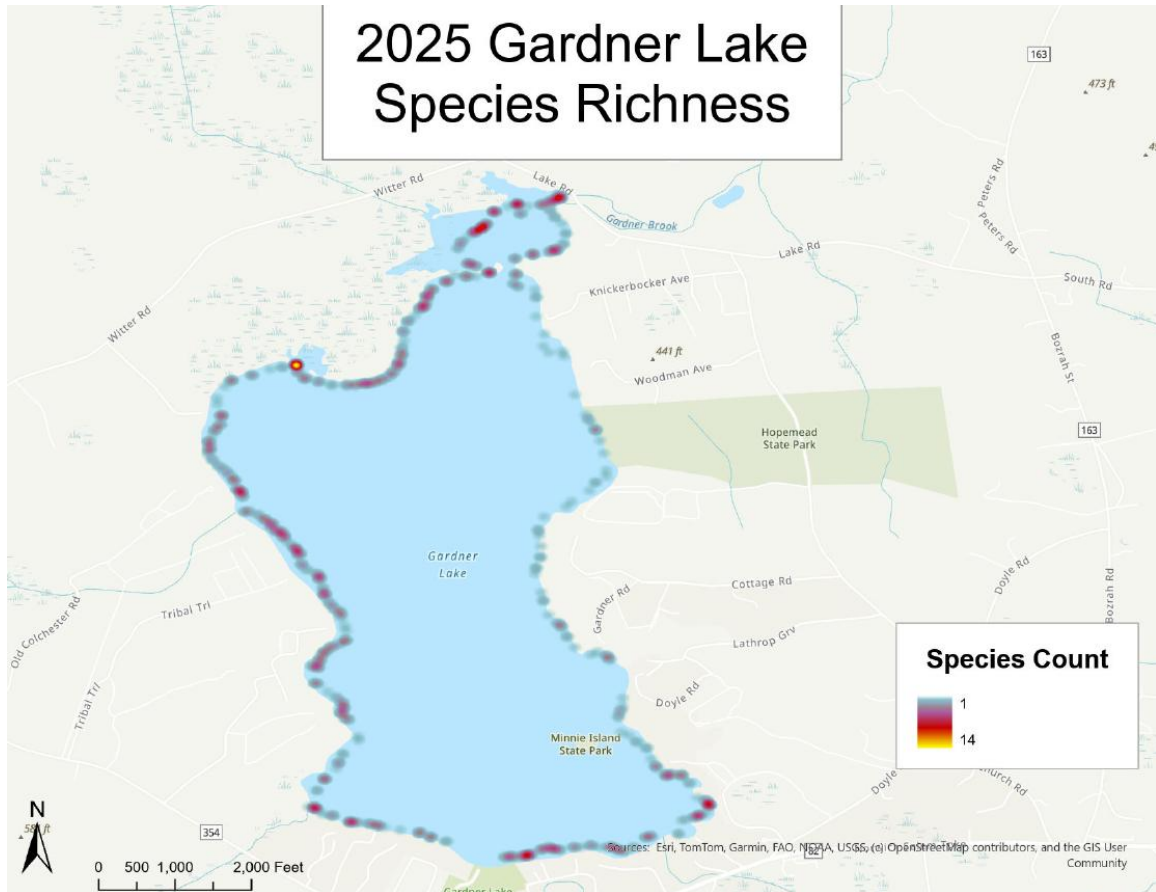 2025 Gardner Lake
Species Richness
163
473 ft
Witter Rd
Lake Rd
Gardner Brook
Peters Rd
Peters Rd
Lake Rd
South Rd
Knickerbocker Ave
Witter Rd
441 ft
Woodman Ave
Bozrah St
163
Hopemead
State Park
Gardner
Lake
Old Colchester Rd
Tribal Trl
Tribal Trl
Gardner Rd
Cottage Rd
Lathrop Grv
Doyle Rd
Bozrah Rd
Doyle Rd
Species Count
1
14
Minnie Island
State Park
Doyle
Church Rd
N
354
82
0 500 1,000 2,000 Feet
Sources: Esri, TomTom, Garmin, FAO, NOAA, USGS, (c) OpenStreetMap contributors, and the GIS User
Community
Gardner Lake